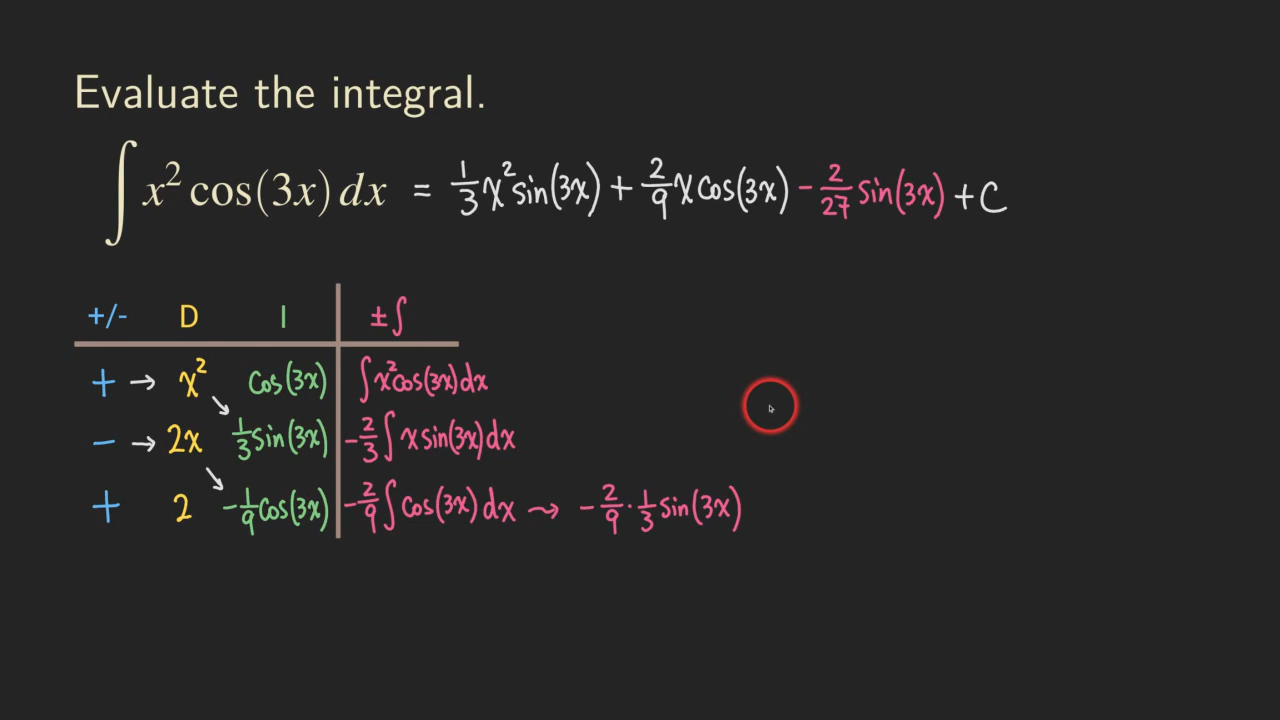 Evaluate the integral.
∫ x² cos(3x) dx = 1/3 x² sin(3x) + 2/9 x cos(3x) - 2/27 sin(3x) + C
+/- D I ±∫
+ → x² cos(3x) ∫x²cos(3x)dx
- → 2x 1/3 sin(3x) -2/3 ∫ x sin(3x)dx
+ 2 -1/9 cos(3x) -2/9 ∫ cos(3x) dx ⇝ -2/9 · 1/3 sin(3x)